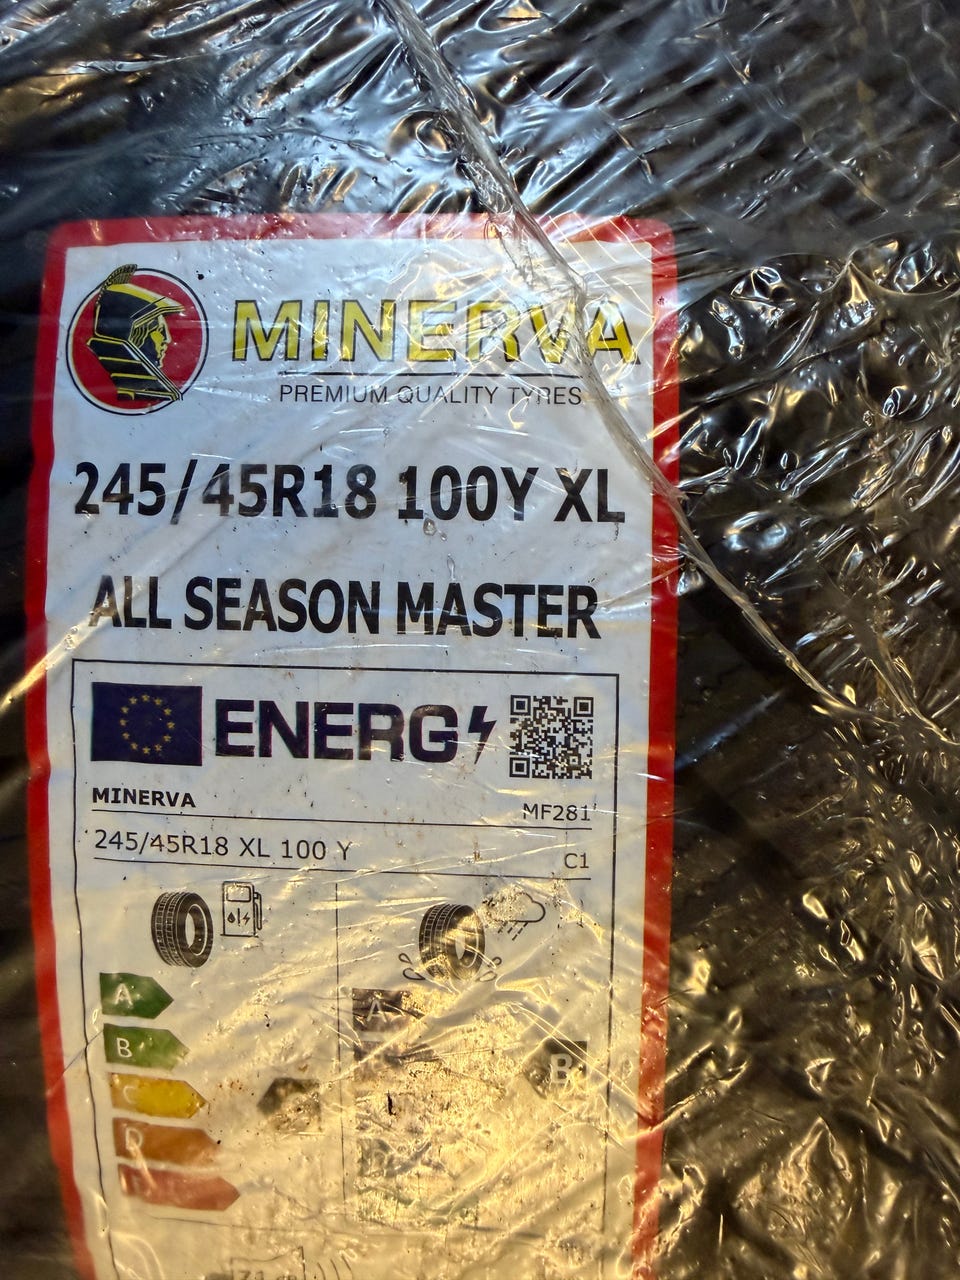 MINERVA
PREMIUM QUALITY TYRES
245/45R18 100Y XL
ALL SEASON MASTER
ENERG
MINERVA MF281
245/45R18 XL 100 Y C1
A A
B B
C
D